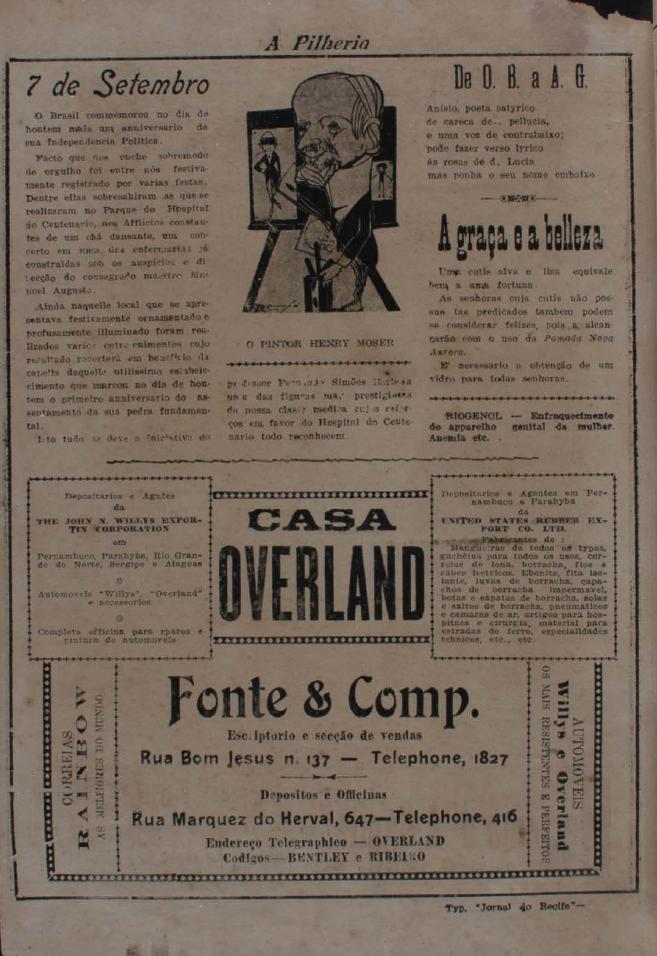 A Pilheria
7 de Setembro
O Brasil commemorou no dia de
hontem mais um anniversario da
sua Independencia Politica.
Facto que nos enche sobremodo
de orgulho foi entre nós festiva-
mente registrado por varias festas.
Dentre ellas sobresahiram as que se
realizaram no Parque do Hospital
do Centenario, nos Afflictos constan-
tes de um chá dansante, um con-
certo em uma das enfermarias já
construidas sob os auspicios e di-
recção do consagrado maestro
noel Augusto.
Ainda naquelle local que se apre-
sentava festivamente ornamentado e
profusamente illuminado foram rea-
lizados varios entretenimentos cujo
resultado reverterá em beneficio da
capella daquelle utilissimo estabele-
cimento que marcou no dia de hon-
tem o primeiro anniversario do as-
sentamento da sua pedra fundamen-
tal.
Isto tudo se deve a iniciativa do
O PINTOR HENRY MOSER
professor Fernando Simões Barbosa
uma das figuras mais prestigiosas
da nossa classe medica cujos esfor-
ços em favor do Hospital do Cente-
nario todo reconhecem.
De O. B. a A. G.
Anisio, poeta satyrico
de careca de.. pellucia,
e uma voz de contrabaixo;
pode fazer verso lyrico
ás rosas de d. Lucia
mas ponha o seu nome embaixo
A graça e a belleza
Uma cutis alva e lisa equivale
bem a uma fortuna.
As senhoras cuja cutis não pos-
sue tas predicados tambem podem
se considerar felizes, pois a alcan-
çarão com o uso da Pomada Nova
Aurora.
E' necessario a obtenção de um
vidro para todas senhoras.
BIOGENOL — Enfraquecimento
do apparelho genital da mulher.
Anemia etc. .
Depositarios e Agntes
da
THE JOHN N. WILLYS EXPOR-
TIN CORPORATION
em
Pernambuco, Parahyba, Rio Gran-
de do Norte, Sergipe e Alagoas
Automoveis "Willys", "Overland"
e accessorios
Completa officina para rparos e
pintura de automoveis
CASA
OVERLAND
Depositarios e Agentes em Per-
nambuco e Parahyba
da
UNITED STATES RUBBER EX-
PORT CO. LTD.
Fabricantes de :
Mangueiras de todos os typos,
gachêtas para todos os usos, cor-
reias de lona, borracha, fios e
cabos lectricos. Ebonite, fita iso-
lante, luvas de borracha, capa-
chos de borracha impermavel,
botas e sapatos de borracha, solas
e saltos de borracha, pneumaticos
e camaras de ar, artigos para hos-
pitaes e cirurgia, material para
estradas de ferro, especialidades
tehnicas, etc., etc
CORREIAS
RAINBOW
AS MELHORES DO MUNDO
Fonte & Comp.
Escriptorio e secção de vendas
Rua Bom Jesus n. 137 — Telephone, 1827
Depositos e Officinas
Rua Marquez do Herval, 647—Telephone, 416
Endereço Telegraphico — OVERLAND
Codigos—BENTLEY e RIBEIRO
AUTOMOVEIS
Willys e Overland
OS MAIS RESISTENTES E PERFEITOS
Typ. "Jornal do Recife"—